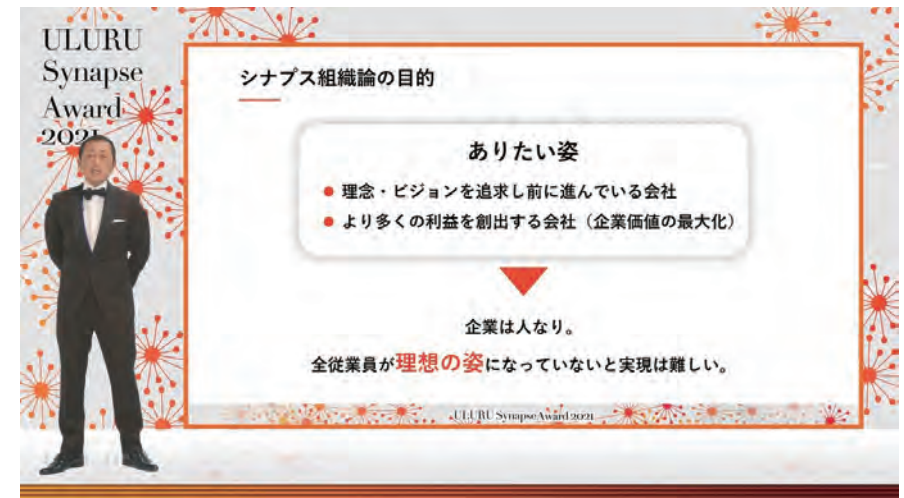 ULURU
Synapse
Award
2021
シナプス組織論の目的
ありたい姿
● 理念・ビジョンを追求し前に進んでいる会社
● より多くの利益を創出する会社（企業価値の最大化）
企業は人なり。
全従業員が理想の姿になっていないと実現は難しい。
ULURU Synapse Award 2021